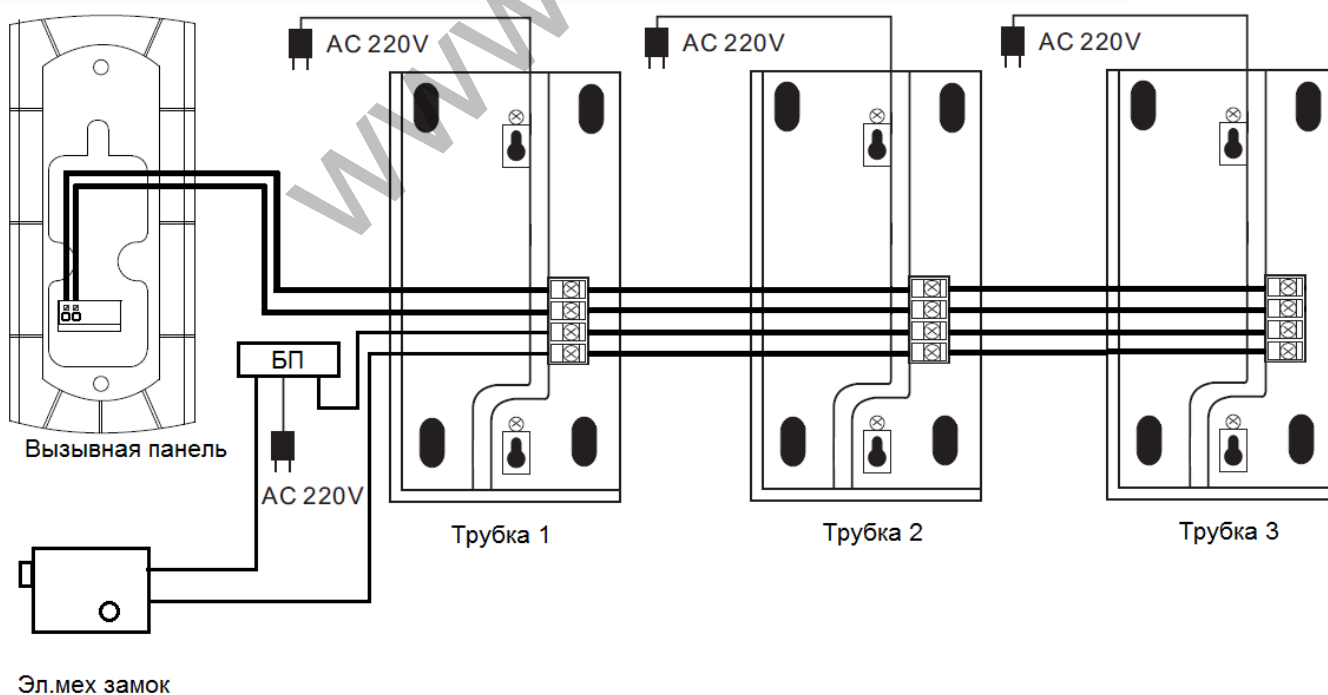 AC 220V
AC 220V
AC 220V
www
БП
Вызывная панель
AC 220V
Трубка 1
Трубка 2
Трубка 3
Эл.мех замок